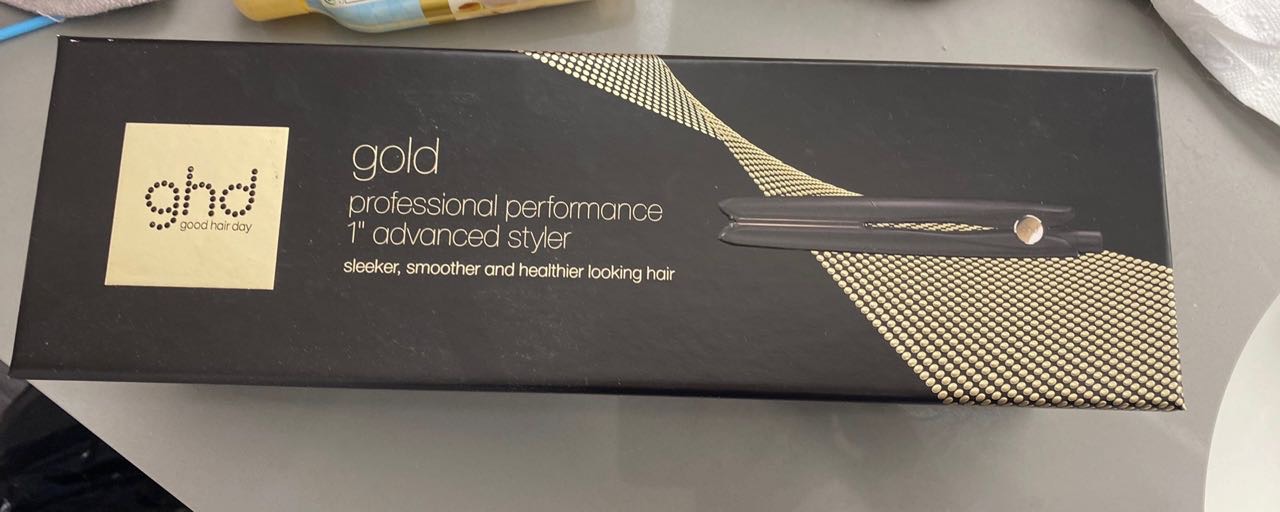 ghd
good hair day
gold
professional performance
1" advanced styler
sleeker, smoother and healthier looking hair